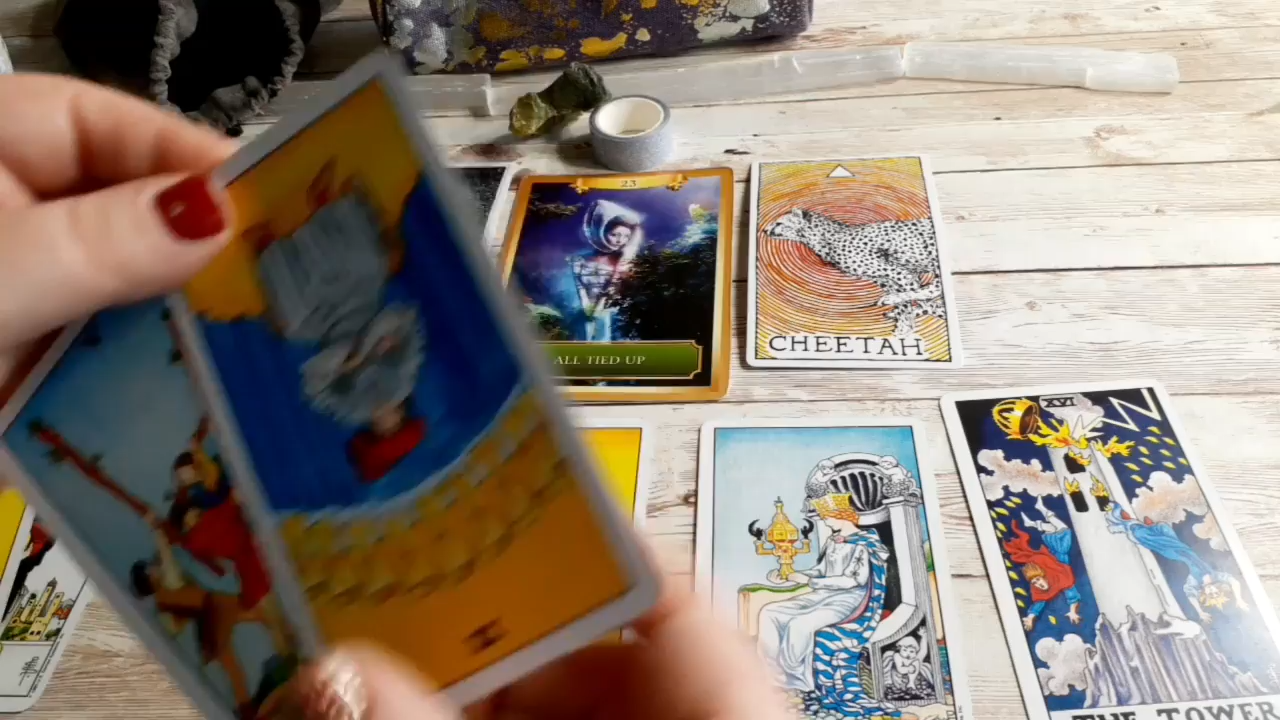 23
ALL TIED UP
CHEETAH
XVI
THE TOWER